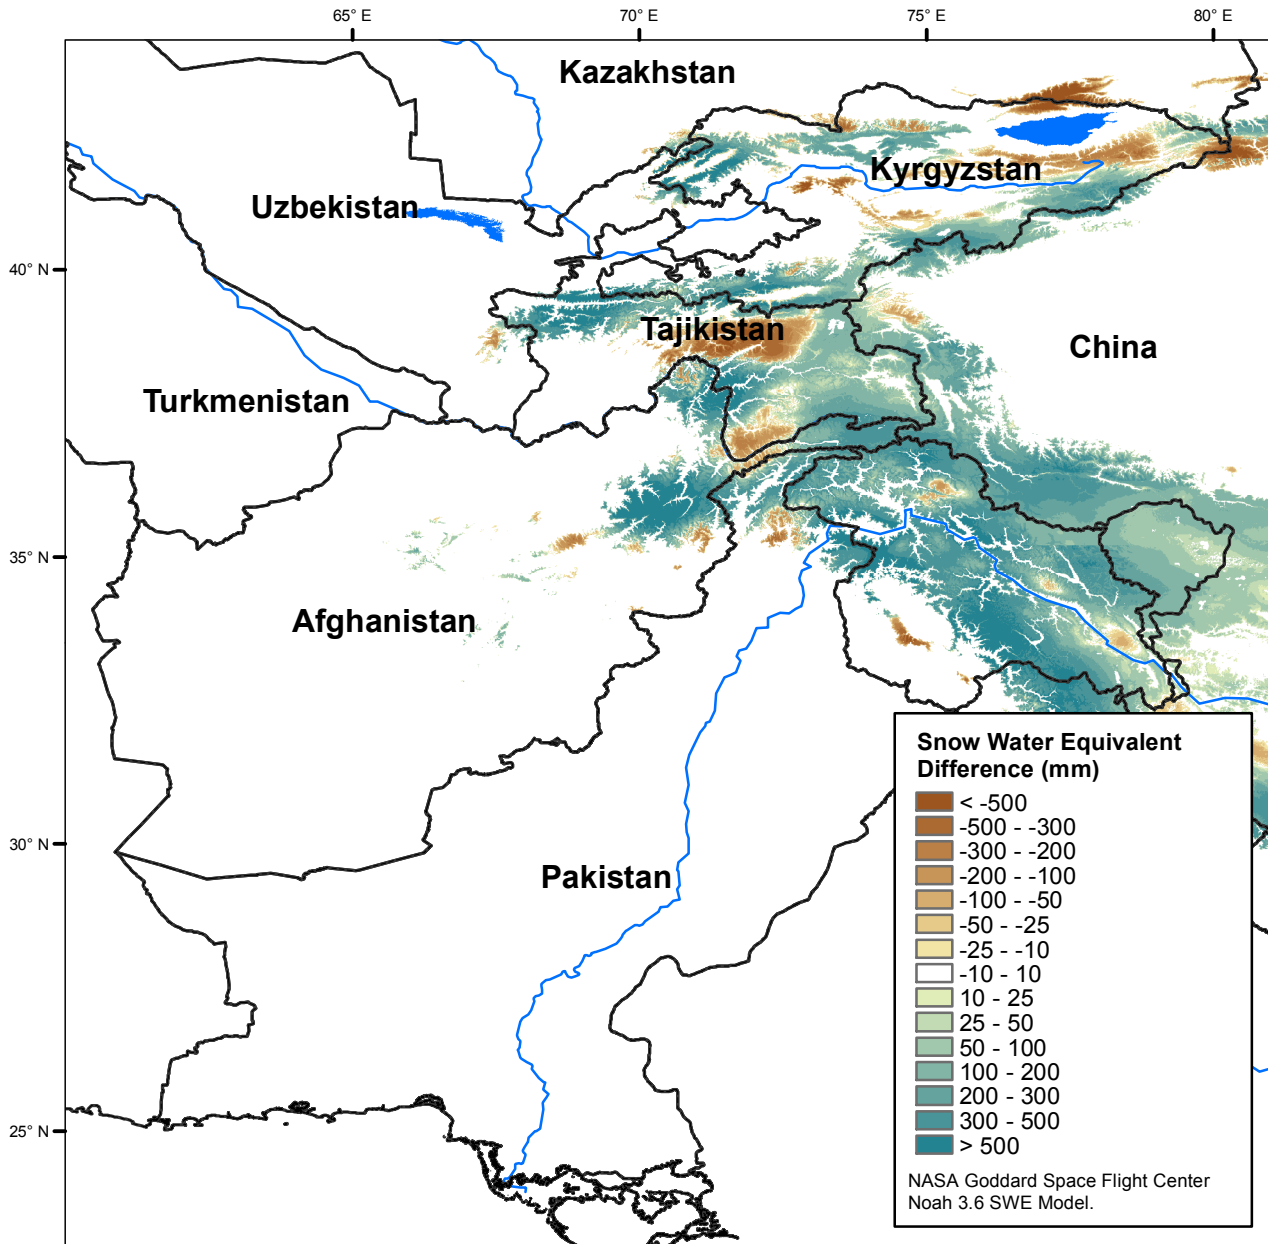 65° E
70° E
75° E
80° E
Kazakhstan
Kyrgyzstan
Uzbekistan
40° N
Tajikistan
China
Turkmenistan
35° N
Afghanistan
Snow Water Equivalent
Difference (mm)
< -500
-500 - -300
-300 - -200
-200 - -100
-100 - -50
-50 - -25
-25 - -10
-10 - 10
10 - 25
25 - 50
50 - 100
100 - 200
200 - 300
300 - 500
> 500
NASA Goddard Space Flight Center
Noah 3.6 SWE Model.
30° N
Pakistan
25° N